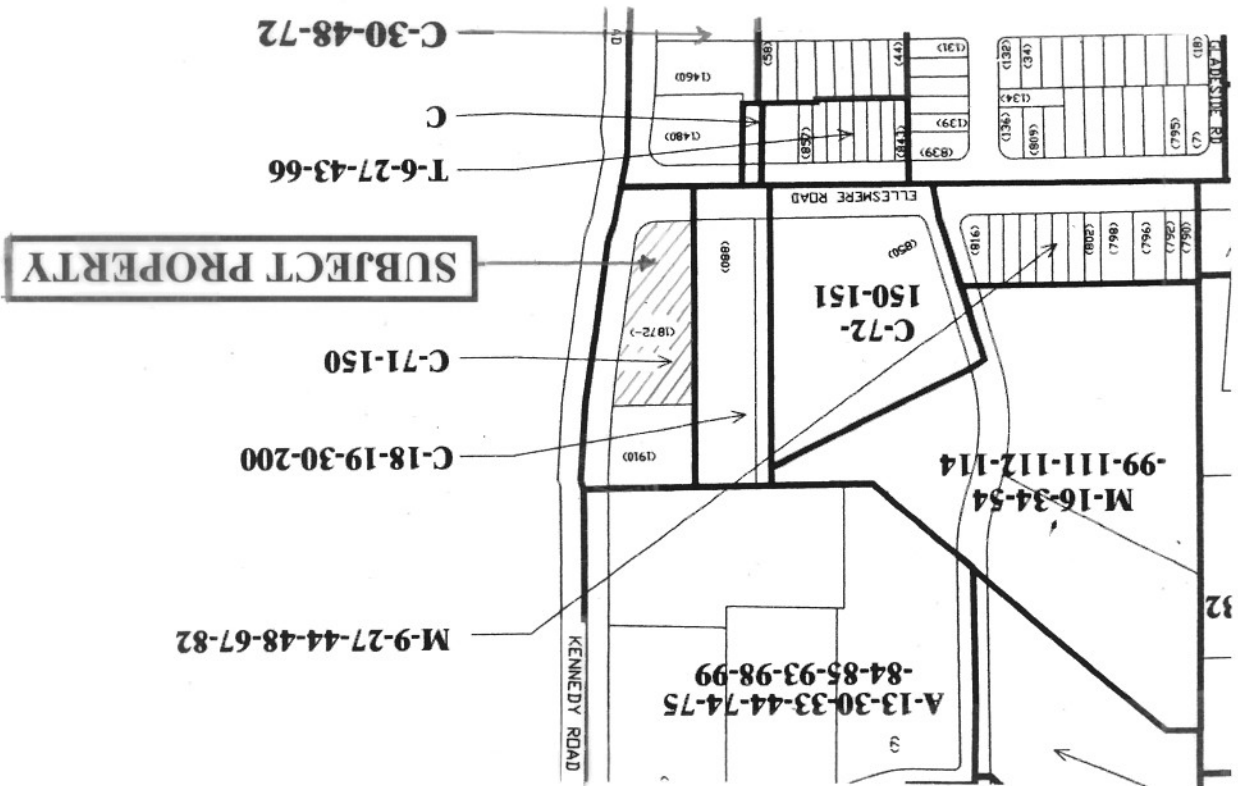 KENNEDY ROAD
A-13-30-33-44-74-75
-84-85-93-98-99
M-9-27-44-48-67-82
32
M-16-34-54
-99-111-112-114
C-18-19-30-200
(1910)
C-71-150
(1872-)
C-72-
150-151
SUBJECT PROPERTY
(790)
(792)
(796)
(798)
(802)
(816)
(850)
(880)
ELLESMERE ROAD
T-6-27-43-66
C
(7)
(795)
(809)
(136)
(839)
(843)
(857)
(1480)
(139)
(134)
GLADESIDE RD
(18)
(34)
(132)
(131)
(44)
(58)
(1460)
C-30-48-72